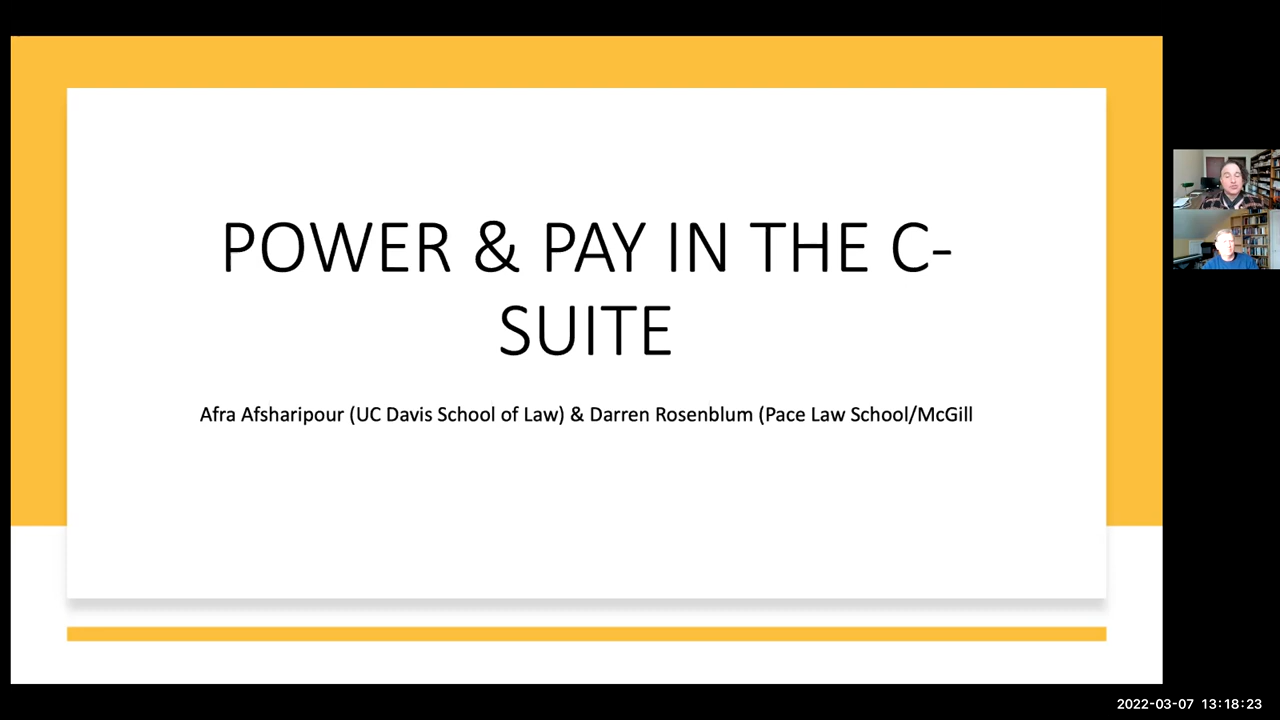 POWER & PAY IN THE C-
SUITE
Afra Afsharipour (UC Davis School of Law) & Darren Rosenblum (Pace Law School/McGill
2022-03-07 13:18:23